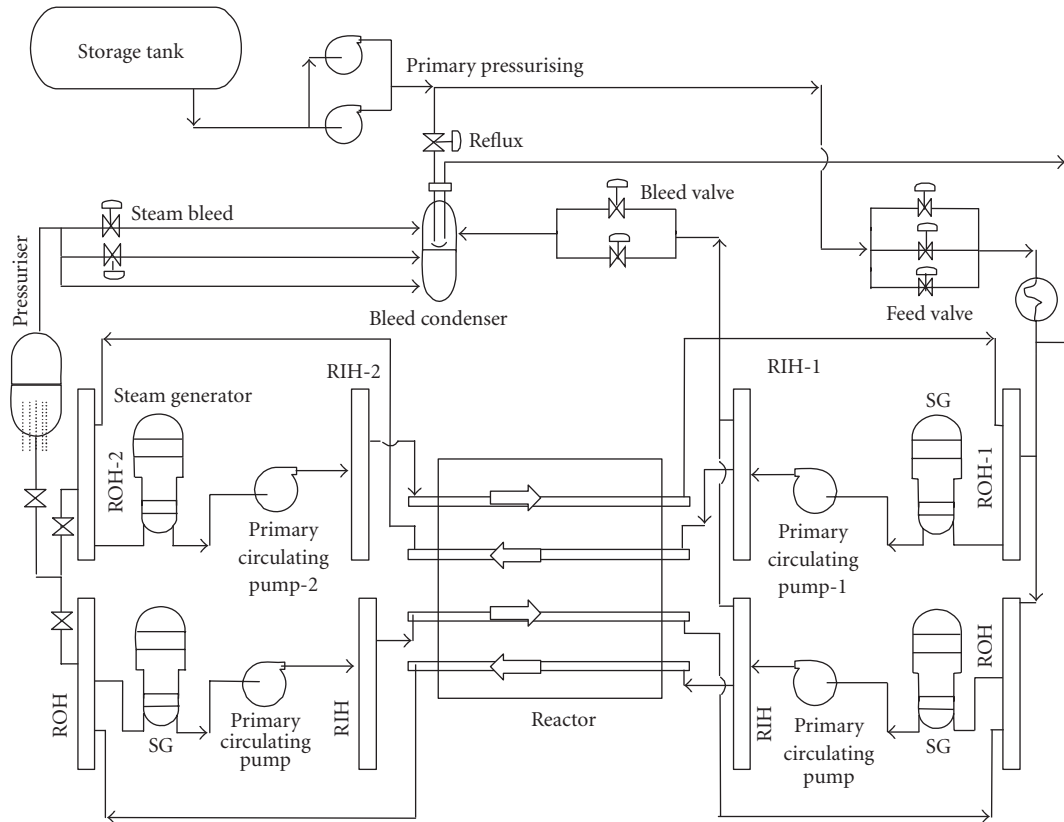 Storage tank
Primary pressurising
Reflux
Bleed valve
Steam bleed
Pressuriser
Bleed condenser
Feed valve
RIH-2
RIH-1
Steam generator
SG
ROH-2
ROH-1
Primary
circulating
pump-2
Primary
circulating
pump-1
ROH
SG
Primary
circulating
pump
RIH
Reactor
RIH
Primary
circulating
pump
SG
ROH